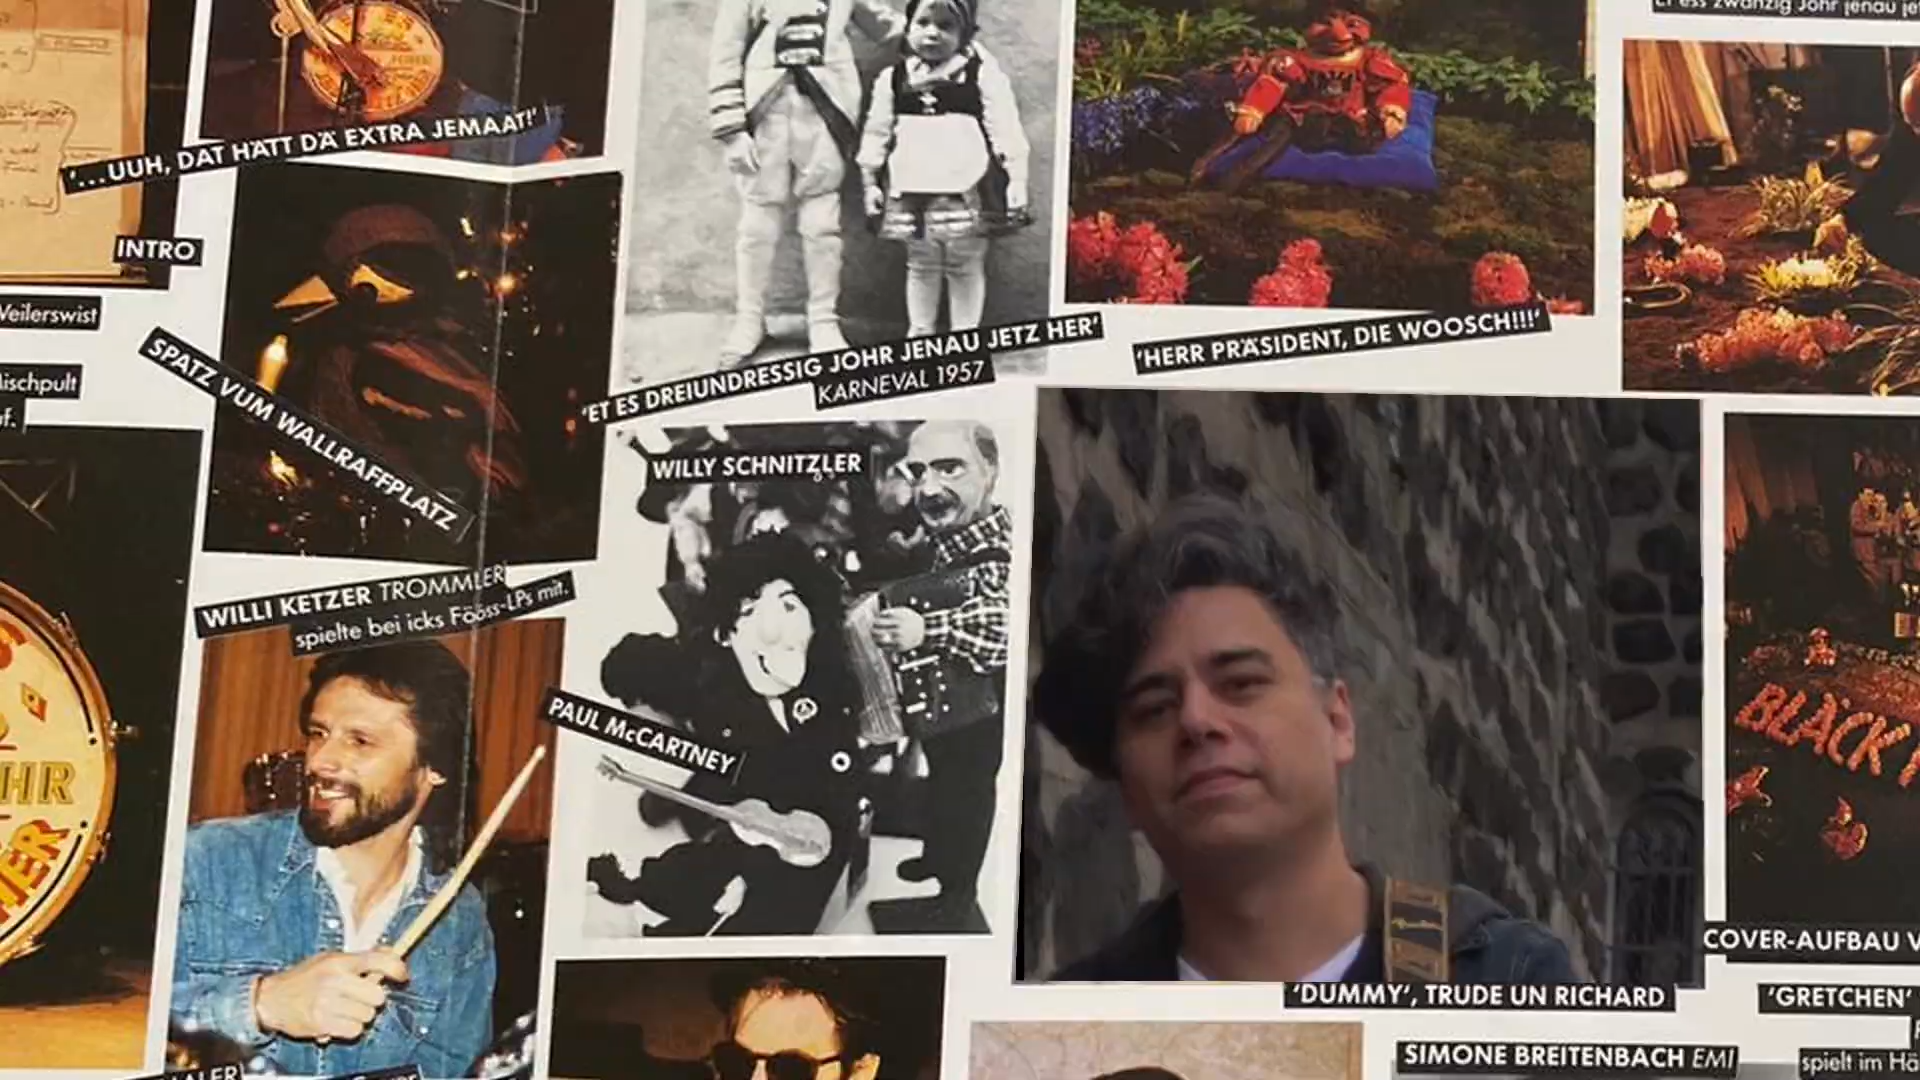 '...UUH, DAT HÄTT DÄ EXTRA JEMAAT!'
INTRO
Weilerswist
Mischpult
SPATZ VUM WALLRAFFPLATZ
'ET ES DREIUNDRESSIG JOHR JENAU JETZ HER'
KARNEVAL 1957
'HERR PRÄSIDENT, DIE WOOSCH!!!'
WILLY SCHNITZLER
WILLI KETZER TROMMLER
spielte bei icks Fööss-LPs mit.
PAUL McCARTNEY
BLÄCK
COVER-AUFBAU
'DUMMY', TRUDE UN RICHARD
'GRETCHEN'
SIMONE BREITENBACH EMI
spielt im